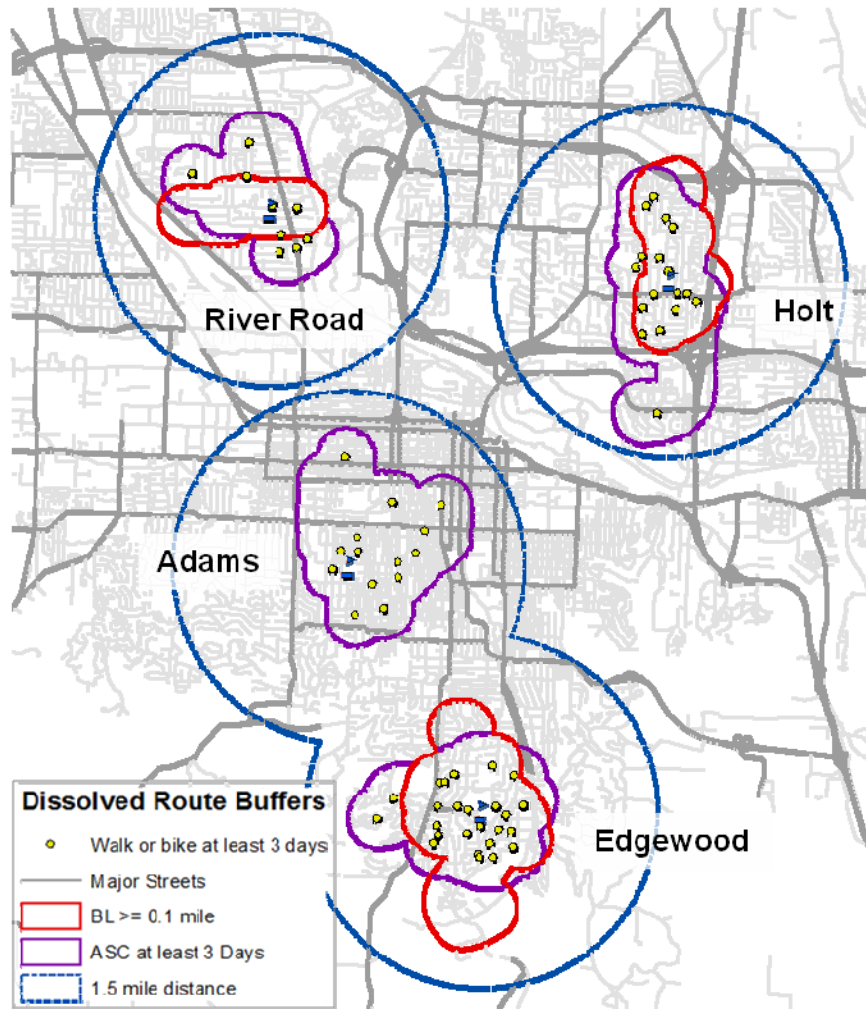 River Road
Holt
Adams
Edgewood
Dissolved Route Buffers
Walk or bike at least 3 days
Major Streets
BL >= 0.1 mile
ASC at least 3 Days
1.5 mile distance